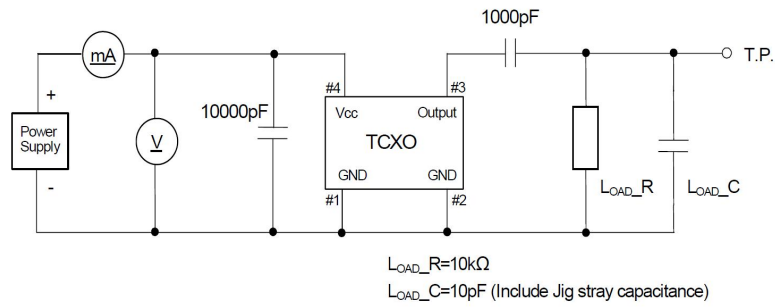 1000pF
mA
T.P.
#4
#3
+
10000pF
Vcc
Output
Power
Supply
V
TCXO
-
GND
GND
#1
#2
LOAD_R
LOAD_C
LOAD_R=10kΩ
LOAD_C=10pF (Include Jig stray capacitance)